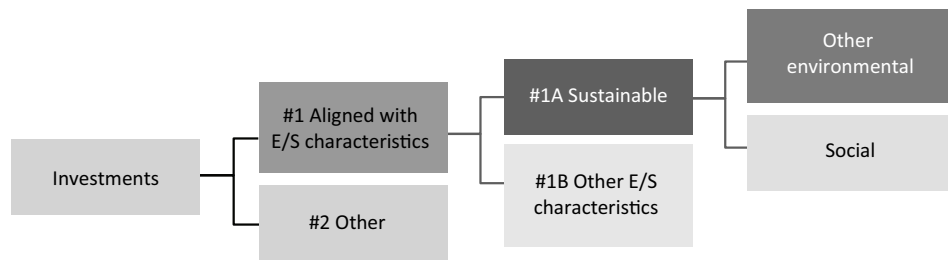 Investments
#1 Aligned with
E/S characteristics
#2 Other
#1A Sustainable
#1B Other E/S
characteristics
Other
environmental
Social